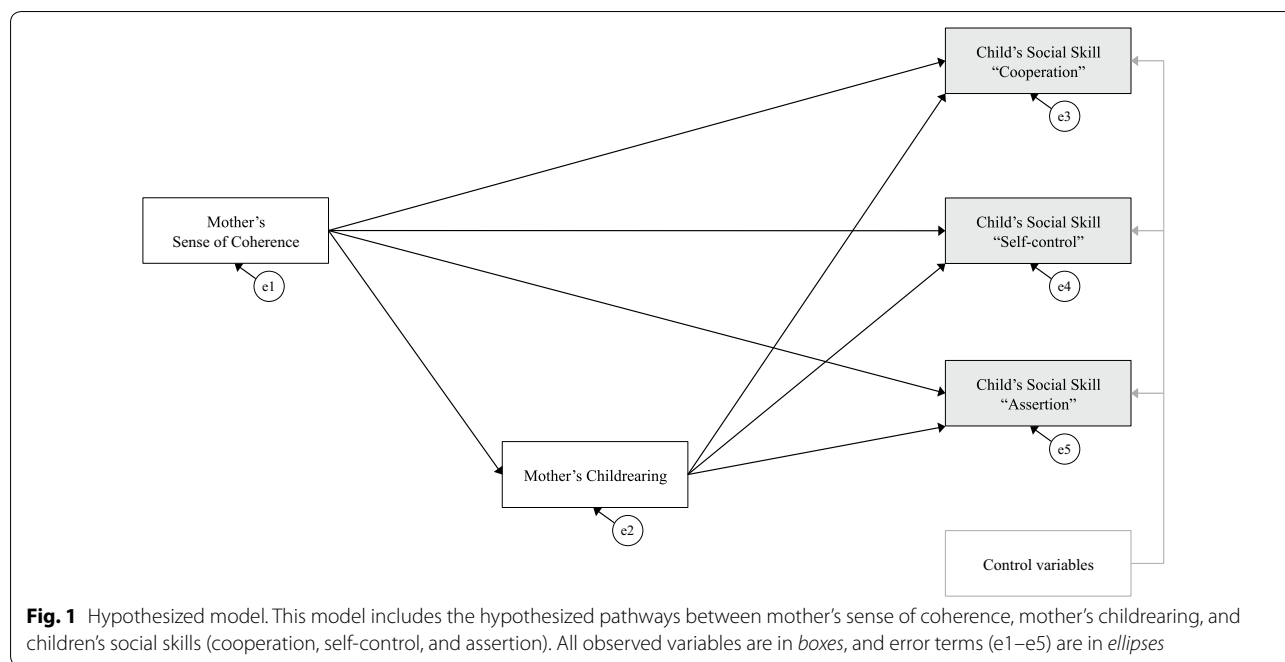 Child's Social Skill
“Cooperation”
e3
Mother's
Sense of Coherence
e1
Child's Social Skill
“Self-control”
e4
Child's Social Skill
“Assertion”
e5
Mother's Childrearing
e2
Control variables
Fig. 1 Hypothesized model. This model includes the hypothesized pathways between mother's sense of coherence, mother's childrearing, and
children's social skills (cooperation, self-control, and assertion). All observed variables are in boxes, and error terms (e1–e5) are in ellipses